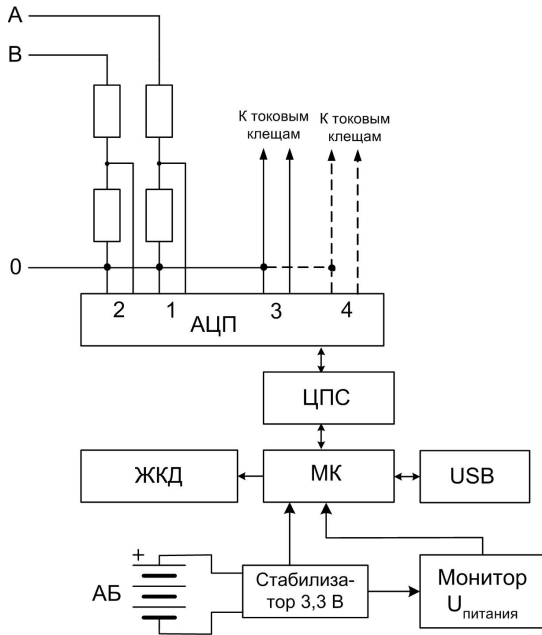 А
В
К токовым
клещам
К токовым
клещам
0
2
1
3
4
АЦП
ЦПС
ЖКД
МК
USB
+
АБ
Стабилиза-
тор 3,3 В
Монитор
Uпитания